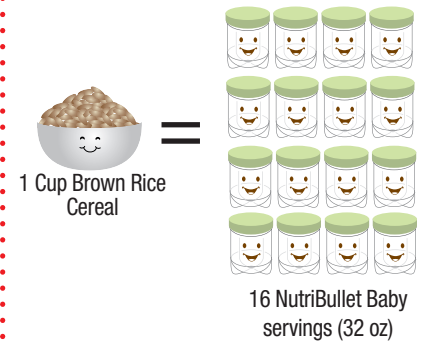 1 Cup Brown Rice
Cereal
=
16 NutriBullet Baby
servings (32 oz)